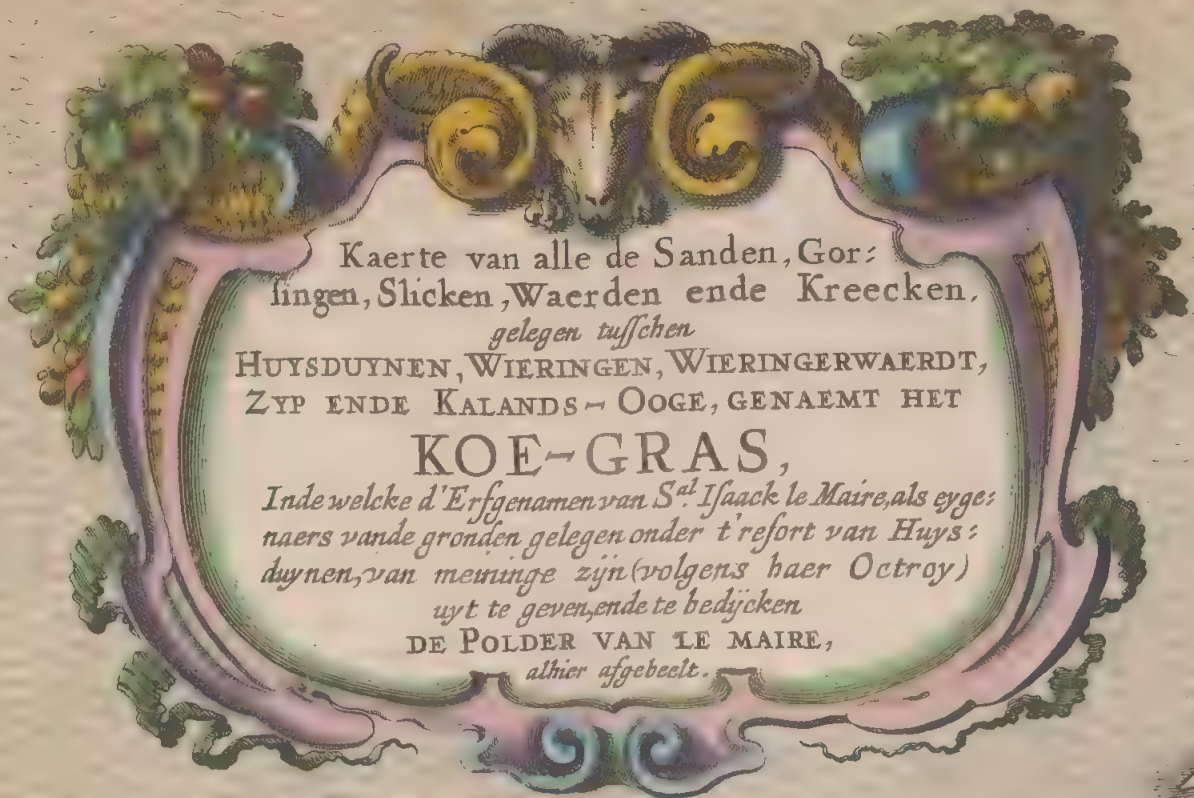 Kaerte van alle de Sanden, Gor:
singen, Slicken, Waerden ende Kreecken,
gelegen tusschen
HUYSDUYNEN, WIERINGEN, WIERINGERWAERDT,
ZYP ENDE KALANDS-OOGE, GENAEMT HET
KOE-GRAS,
Inde welcke d'Erfgenamen van S.al Isaack le Maire, als eyge:
naers vande gronden gelegen onder t'resort van Huys:
duynen, van meininge zijn (volgens haer Octroy)
uyt te geven, ende te bedijcken
DE POLDER VAN LE MAIRE,
alhier afgebeelt.